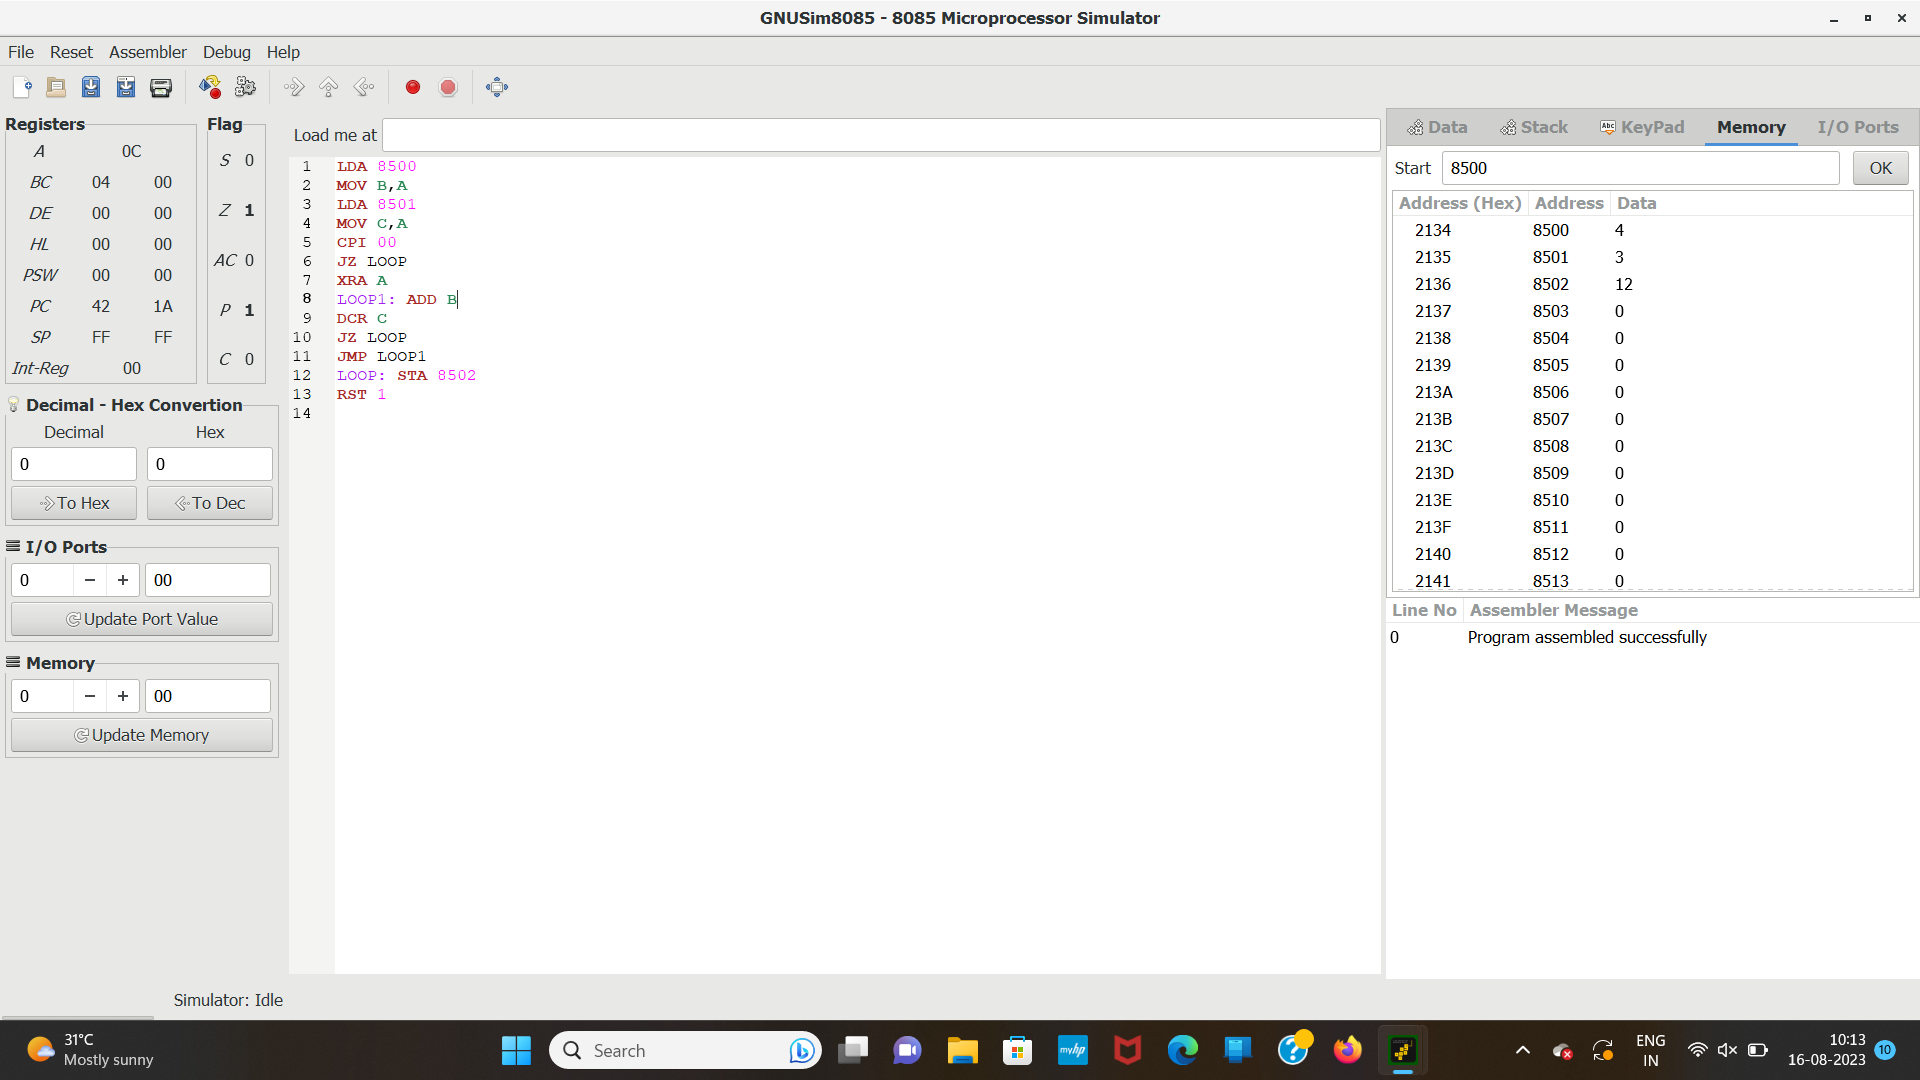 GNUSim8085 - 8085 Microprocessor Simulator
File Reset Assembler Debug Help
Registers
A 0C
BC 04 00
DE 00 00
HL 00 00
PSW 00 00
PC 42 1A
SP FF FF
Int-Reg 00
Flag
S 0
Z 1
AC 0
P 1
C 0
Decimal - Hex Convertion
Decimal Hex
0 0
To Hex To Dec
I/O Ports
0 − + 00
Update Port Value
Memory
0 − + 00
Update Memory
Load me at
1 LDA 8500
2 MOV B,A
3 LDA 8501
4 MOV C,A
5 CPI 00
6 JZ LOOP
7 XRA A
8 LOOP1: ADD B
9 DCR C
10 JZ LOOP
11 JMP LOOP1
12 LOOP: STA 8502
13 RST 1
14
Data Stack Abc KeyPad Memory I/O Ports
Start 8500 OK
Address (Hex) Address Data
2134 8500 4
2135 8501 3
2136 8502 12
2137 8503 0
2138 8504 0
2139 8505 0
213A 8506 0
213B 8507 0
213C 8508 0
213D 8509 0
213E 8510 0
213F 8511 0
2140 8512 0
2141 8513 0
Line No Assembler Message
0 Program assembled successfully
Simulator: Idle
31°C
Mostly sunny
Search
myhp
ENG
IN
10:13
16-08-2023
10